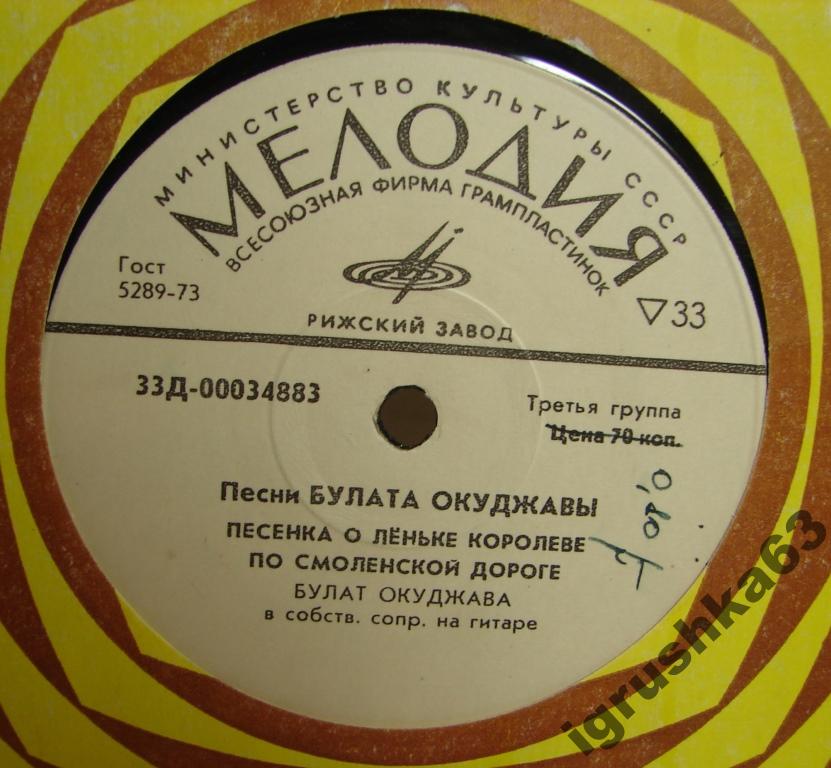 МИНИСТЕРСТВО КУЛЬТУРЫ СССР
МЕЛОДИЯ
ВСЕСОЮЗНАЯ ФИРМА ГРАМПЛАСТИНОК
Гост
5289-73
▽33
РИЖСКИЙ ЗАВОД
33Д-00034883
Третья группа
Цена 70 коп.
Песни БУЛАТА ОКУДЖАВЫ
ПЕСЕНКА О ЛЁНЬКЕ КОРОЛЕВЕ
ПО СМОЛЕНСКОЙ ДОРОГЕ
БУЛАТ ОКУДЖАВА
в собств. сопр. на гитаре
igrushka63